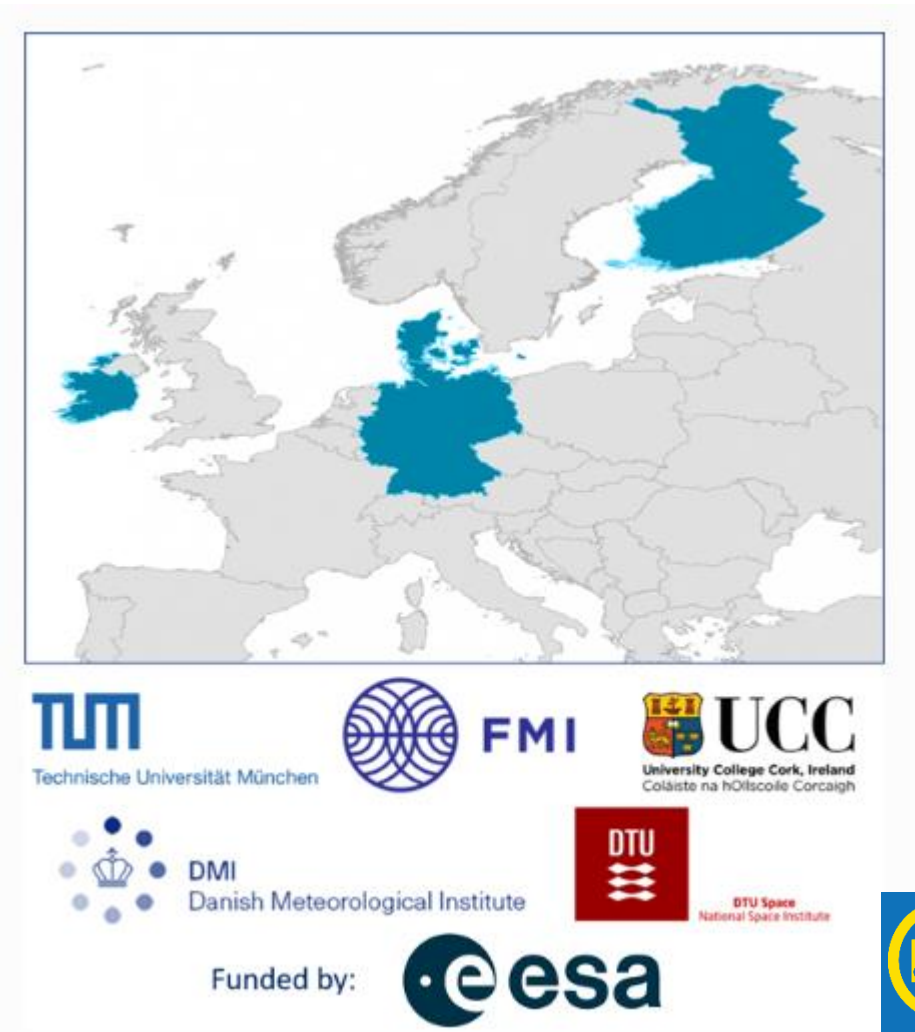 TUM
Technische Universität München
FMI
UCC
University College Cork, Ireland
Coláiste na hOllscoile Corcaigh
DMI
Danish Meteorological Institute
DTU
DTU Space
National Space Institute
Funded by:
esa